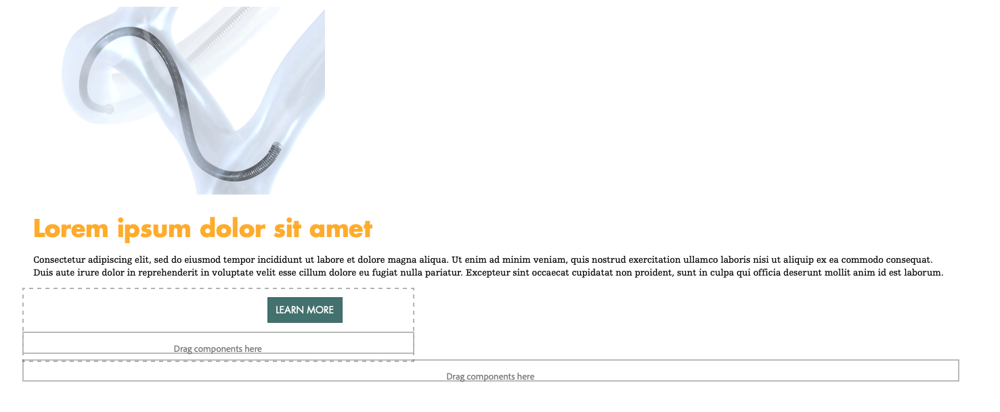 Lorem ipsum dolor sit amet
Consectetur adipiscing elit, sed do eiusmod tempor incididunt ut labore et dolore magna aliqua. Ut enim ad minim veniam, quis nostrud exercitation ullamco laboris nisi ut aliquip ex ea commodo consequat.
Duis aute irure dolor in reprehenderit in voluptate velit esse cillum dolore eu fugiat nulla pariatur. Excepteur sint occaecat cupidatat non proident, sunt in culpa qui officia deserunt mollit anim id est laborum.
LEARN MORE
Drag components here
Drag components here